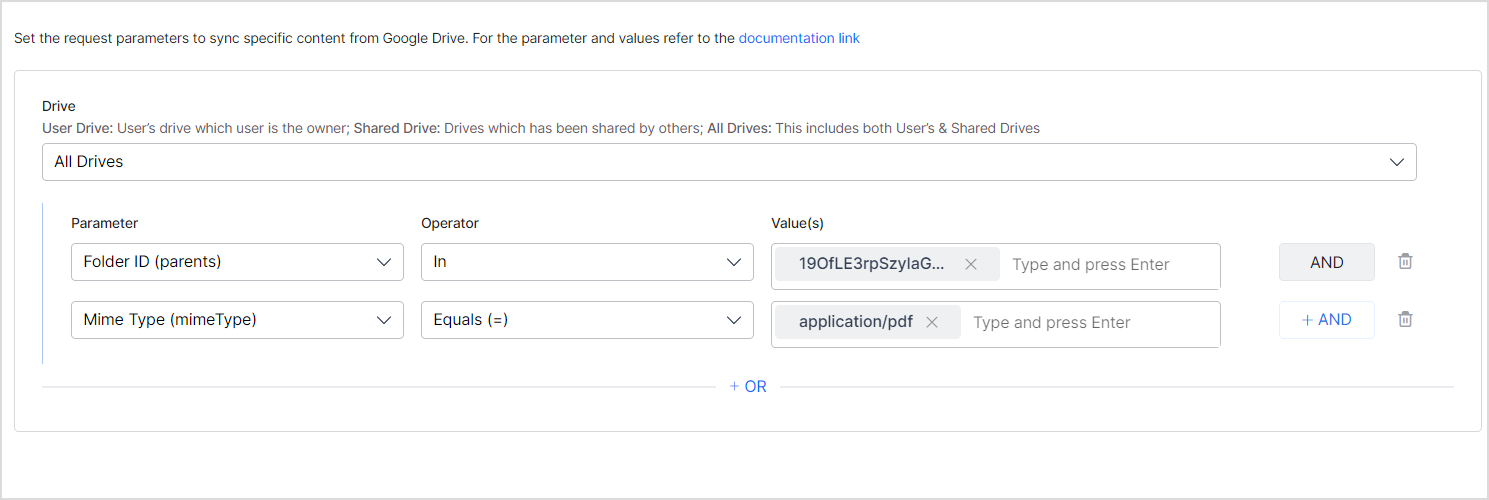 Set the request parameters to sync specific content from Google Drive. For the parameter and values refer to the documentation link
Drive
User Drive: User's drive which user is the owner; Shared Drive: Drives which has been shared by others; All Drives: This includes both User's & Shared Drives
All Drives
Parameter Operator Value(s)
Folder ID (parents) In 19OfLE3rpSzylaG... Type and press Enter AND
Mime Type (mimeType) Equals (=) application/pdf Type and press Enter + AND
+ OR